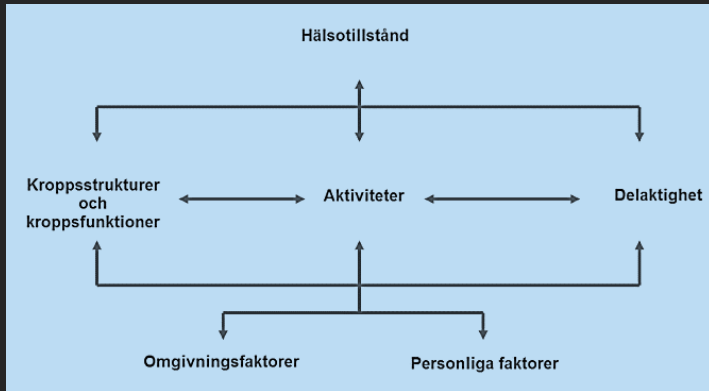 Hälsotillstånd
Kroppsstrukturer
och
kroppsfunktioner
Aktiviteter
Delaktighet
Omgivningsfaktorer
Personliga faktorer